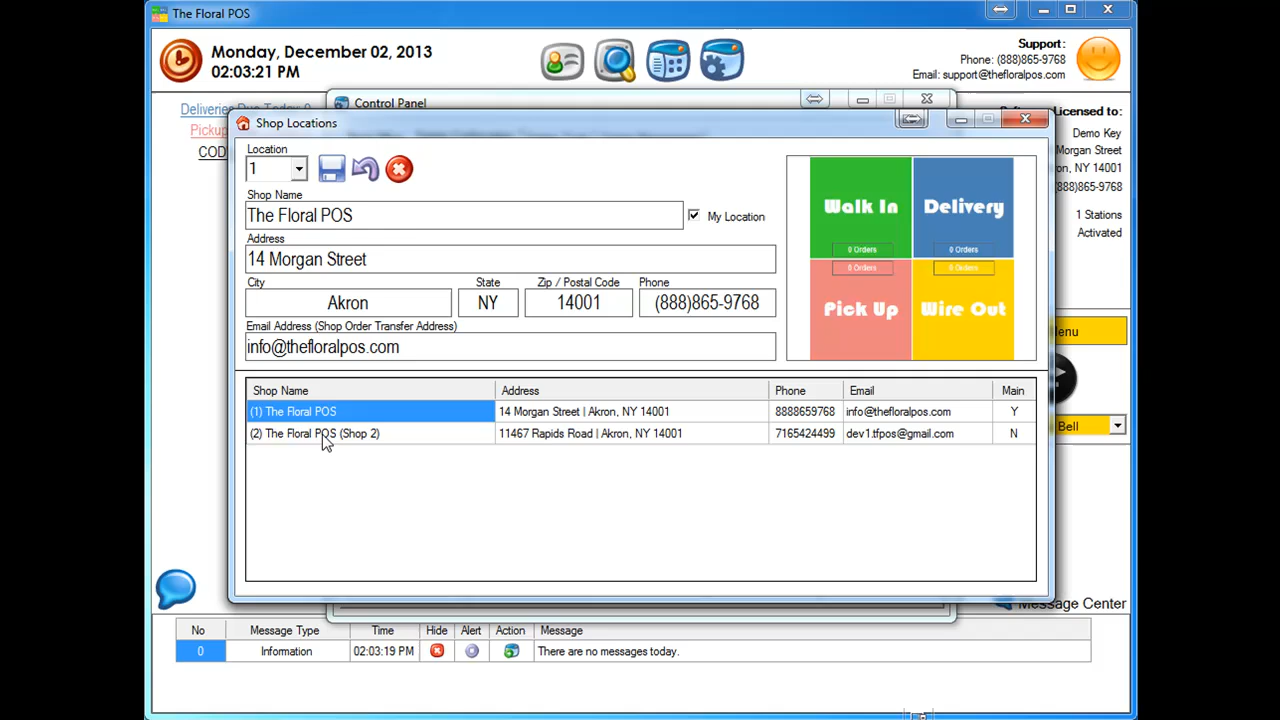 The Floral POS
Monday, December 02, 2013
02:03:21 PM
Support:
Phone: (888)865-9768
Email: support@thefloralpos.com
Deliveries Due Today: 0
Pickup
COD
Control Panel
Licensed to:
Demo Key
Morgan Street
NY 14001
(888)865-9768
1 Stations
Activated
Shop Locations
Location
1
Shop Name
The Floral POS
My Location
Address
14 Morgan Street
City State Zip / Postal Code Phone
Akron NY 14001 (888)865-9768
Email Address (Shop Order Transfer Address)
info@thefloralpos.com
Walk In Delivery
0 Orders 0 Orders
0 Orders 0 Orders
Pick Up Wire Out
Shop Name Address Phone Email Main
(1) The Floral POS 14 Morgan Street | Akron, NY 14001 8888659768 info@thefloralpos.com Y
(2) The Floral POS (Shop 2) 11467 Rapids Road | Akron, NY 14001 7165424499 dev1.tfpos@gmail.com N
enu
Bell
Message Center
No Message Type Time Hide Alert Action Message
0 Information 02:03:19 PM There are no messages today.